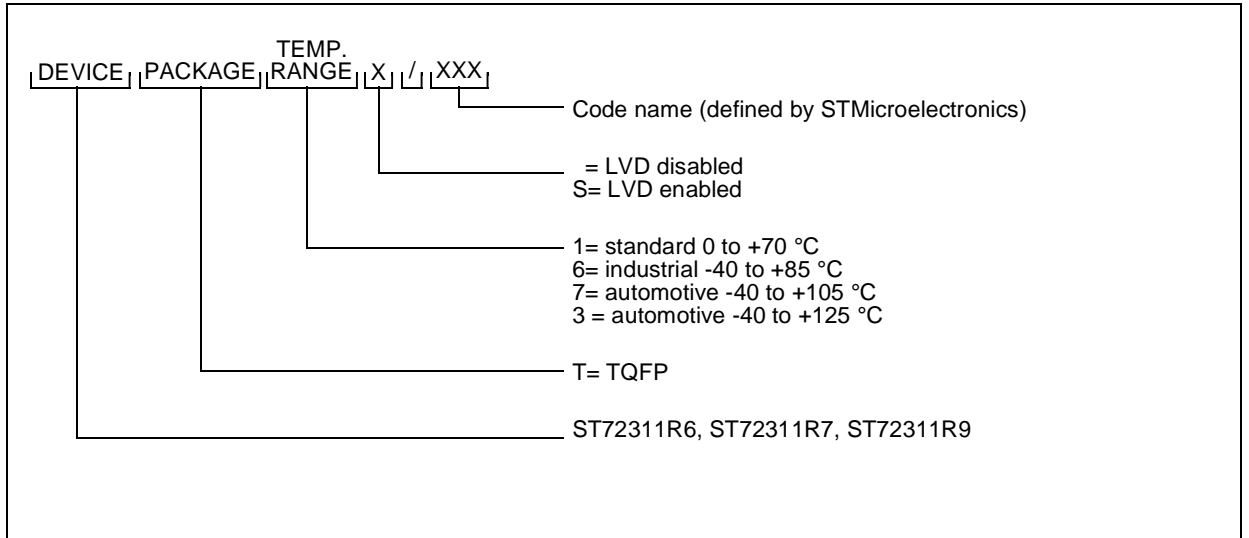 TEMP.
DEVICE PACKAGE RANGE X / XXX
Code name (defined by STMicroelectronics)
= LVD disabled
S= LVD enabled
1= standard 0 to +70 °C
6= industrial -40 to +85 °C
7= automotive -40 to +105 °C
3 = automotive -40 to +125 °C
T= TQFP
ST72311R6, ST72311R7, ST72311R9